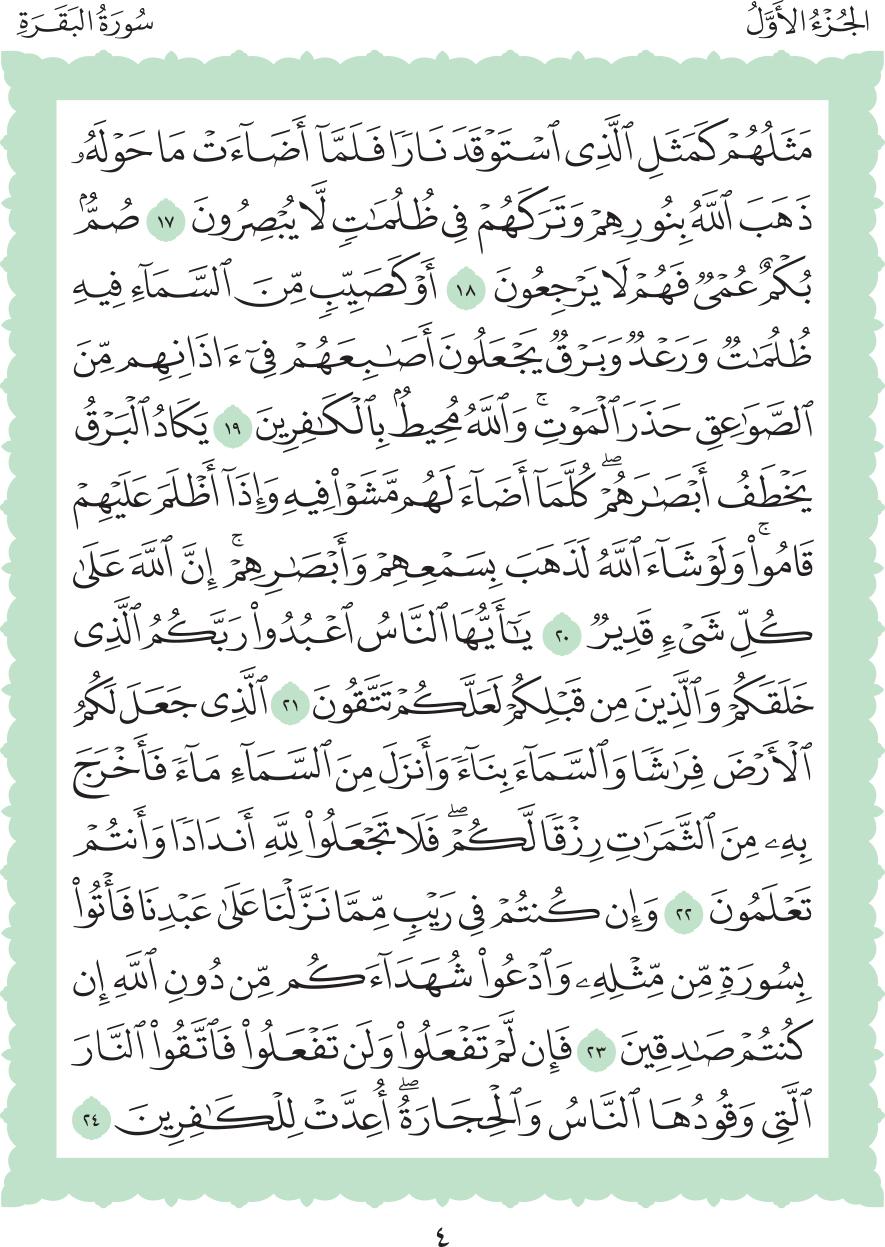 الجُزْءُ الأَوَّلُ
سُورَةُ البَقَرَةِ
مَثَلُهُمْ كَمَثَلِ ٱلَّذِى ٱسْتَوْقَدَ نَارًا فَلَمَّآ أَضَآءَتْ مَا حَوْلَهُۥ
ذَهَبَ ٱللَّهُ بِنُورِهِمْ وَتَرَكَهُمْ فِى ظُلُمَـٰتٍ لَّا يُبْصِرُونَ ١٧ صُمٌّۢ
بُكْمٌ عُمْىٌ فَهُمْ لَا يَرْجِعُونَ ١٨ أَوْ كَصَيِّبٍ مِّنَ ٱلسَّمَآءِ فِيهِ
ظُلُمَـٰتٌ وَرَعْدٌ وَبَرْقٌ يَجْعَلُونَ أَصَـٰبِعَهُمْ فِىٓ ءَاذَانِهِم مِّنَ
ٱلصَّوَٰعِقِ حَذَرَ ٱلْمَوْتِ ۚ وَٱللَّهُ مُحِيطٌۢ بِٱلْكَـٰفِرِينَ ١٩ يَكَادُ ٱلْبَرْقُ
يَخْطَفُ أَبْصَـٰرَهُمْ ۖ كُلَّمَآ أَضَآءَ لَهُم مَّشَوْا۟ فِيهِ وَإِذَآ أَظْلَمَ عَلَيْهِمْ
قَامُوا۟ ۚ وَلَوْ شَآءَ ٱللَّهُ لَذَهَبَ بِسَمْعِهِمْ وَأَبْصَـٰرِهِمْ ۚ إِنَّ ٱللَّهَ عَلَىٰ
كُلِّ شَىْءٍ قَدِيرٌ ٢٠ يَـٰٓأَيُّهَا ٱلنَّاسُ ٱعْبُدُوا۟ رَبَّكُمُ ٱلَّذِى
خَلَقَكُمْ وَٱلَّذِينَ مِن قَبْلِكُمْ لَعَلَّكُمْ تَتَّقُونَ ٢١ ٱلَّذِى جَعَلَ لَكُمُ
ٱلْأَرْضَ فِرَٰشًا وَٱلسَّمَآءَ بِنَآءً وَأَنزَلَ مِنَ ٱلسَّمَآءِ مَآءً فَأَخْرَجَ
بِهِۦ مِنَ ٱلثَّمَرَٰتِ رِزْقًا لَّكُمْ ۖ فَلَا تَجْعَلُوا۟ لِلَّهِ أَندَادًا وَأَنتُمْ
تَعْلَمُونَ ٢٢ وَإِن كُنتُمْ فِى رَيْبٍ مِّمَّا نَزَّلْنَا عَلَىٰ عَبْدِنَا فَأْتُوا۟
بِسُورَةٍ مِّن مِّثْلِهِۦ وَٱدْعُوا۟ شُهَدَآءَكُم مِّن دُونِ ٱللَّهِ إِن
كُنتُمْ صَـٰدِقِينَ ٢٣ فَإِن لَّمْ تَفْعَلُوا۟ وَلَن تَفْعَلُوا۟ فَٱتَّقُوا۟ ٱلنَّارَ
ٱلَّتِى وَقُودُهَا ٱلنَّاسُ وَٱلْحِجَارَةُ ۖ أُعِدَّتْ لِلْكَـٰفِرِينَ ٢٤
٤